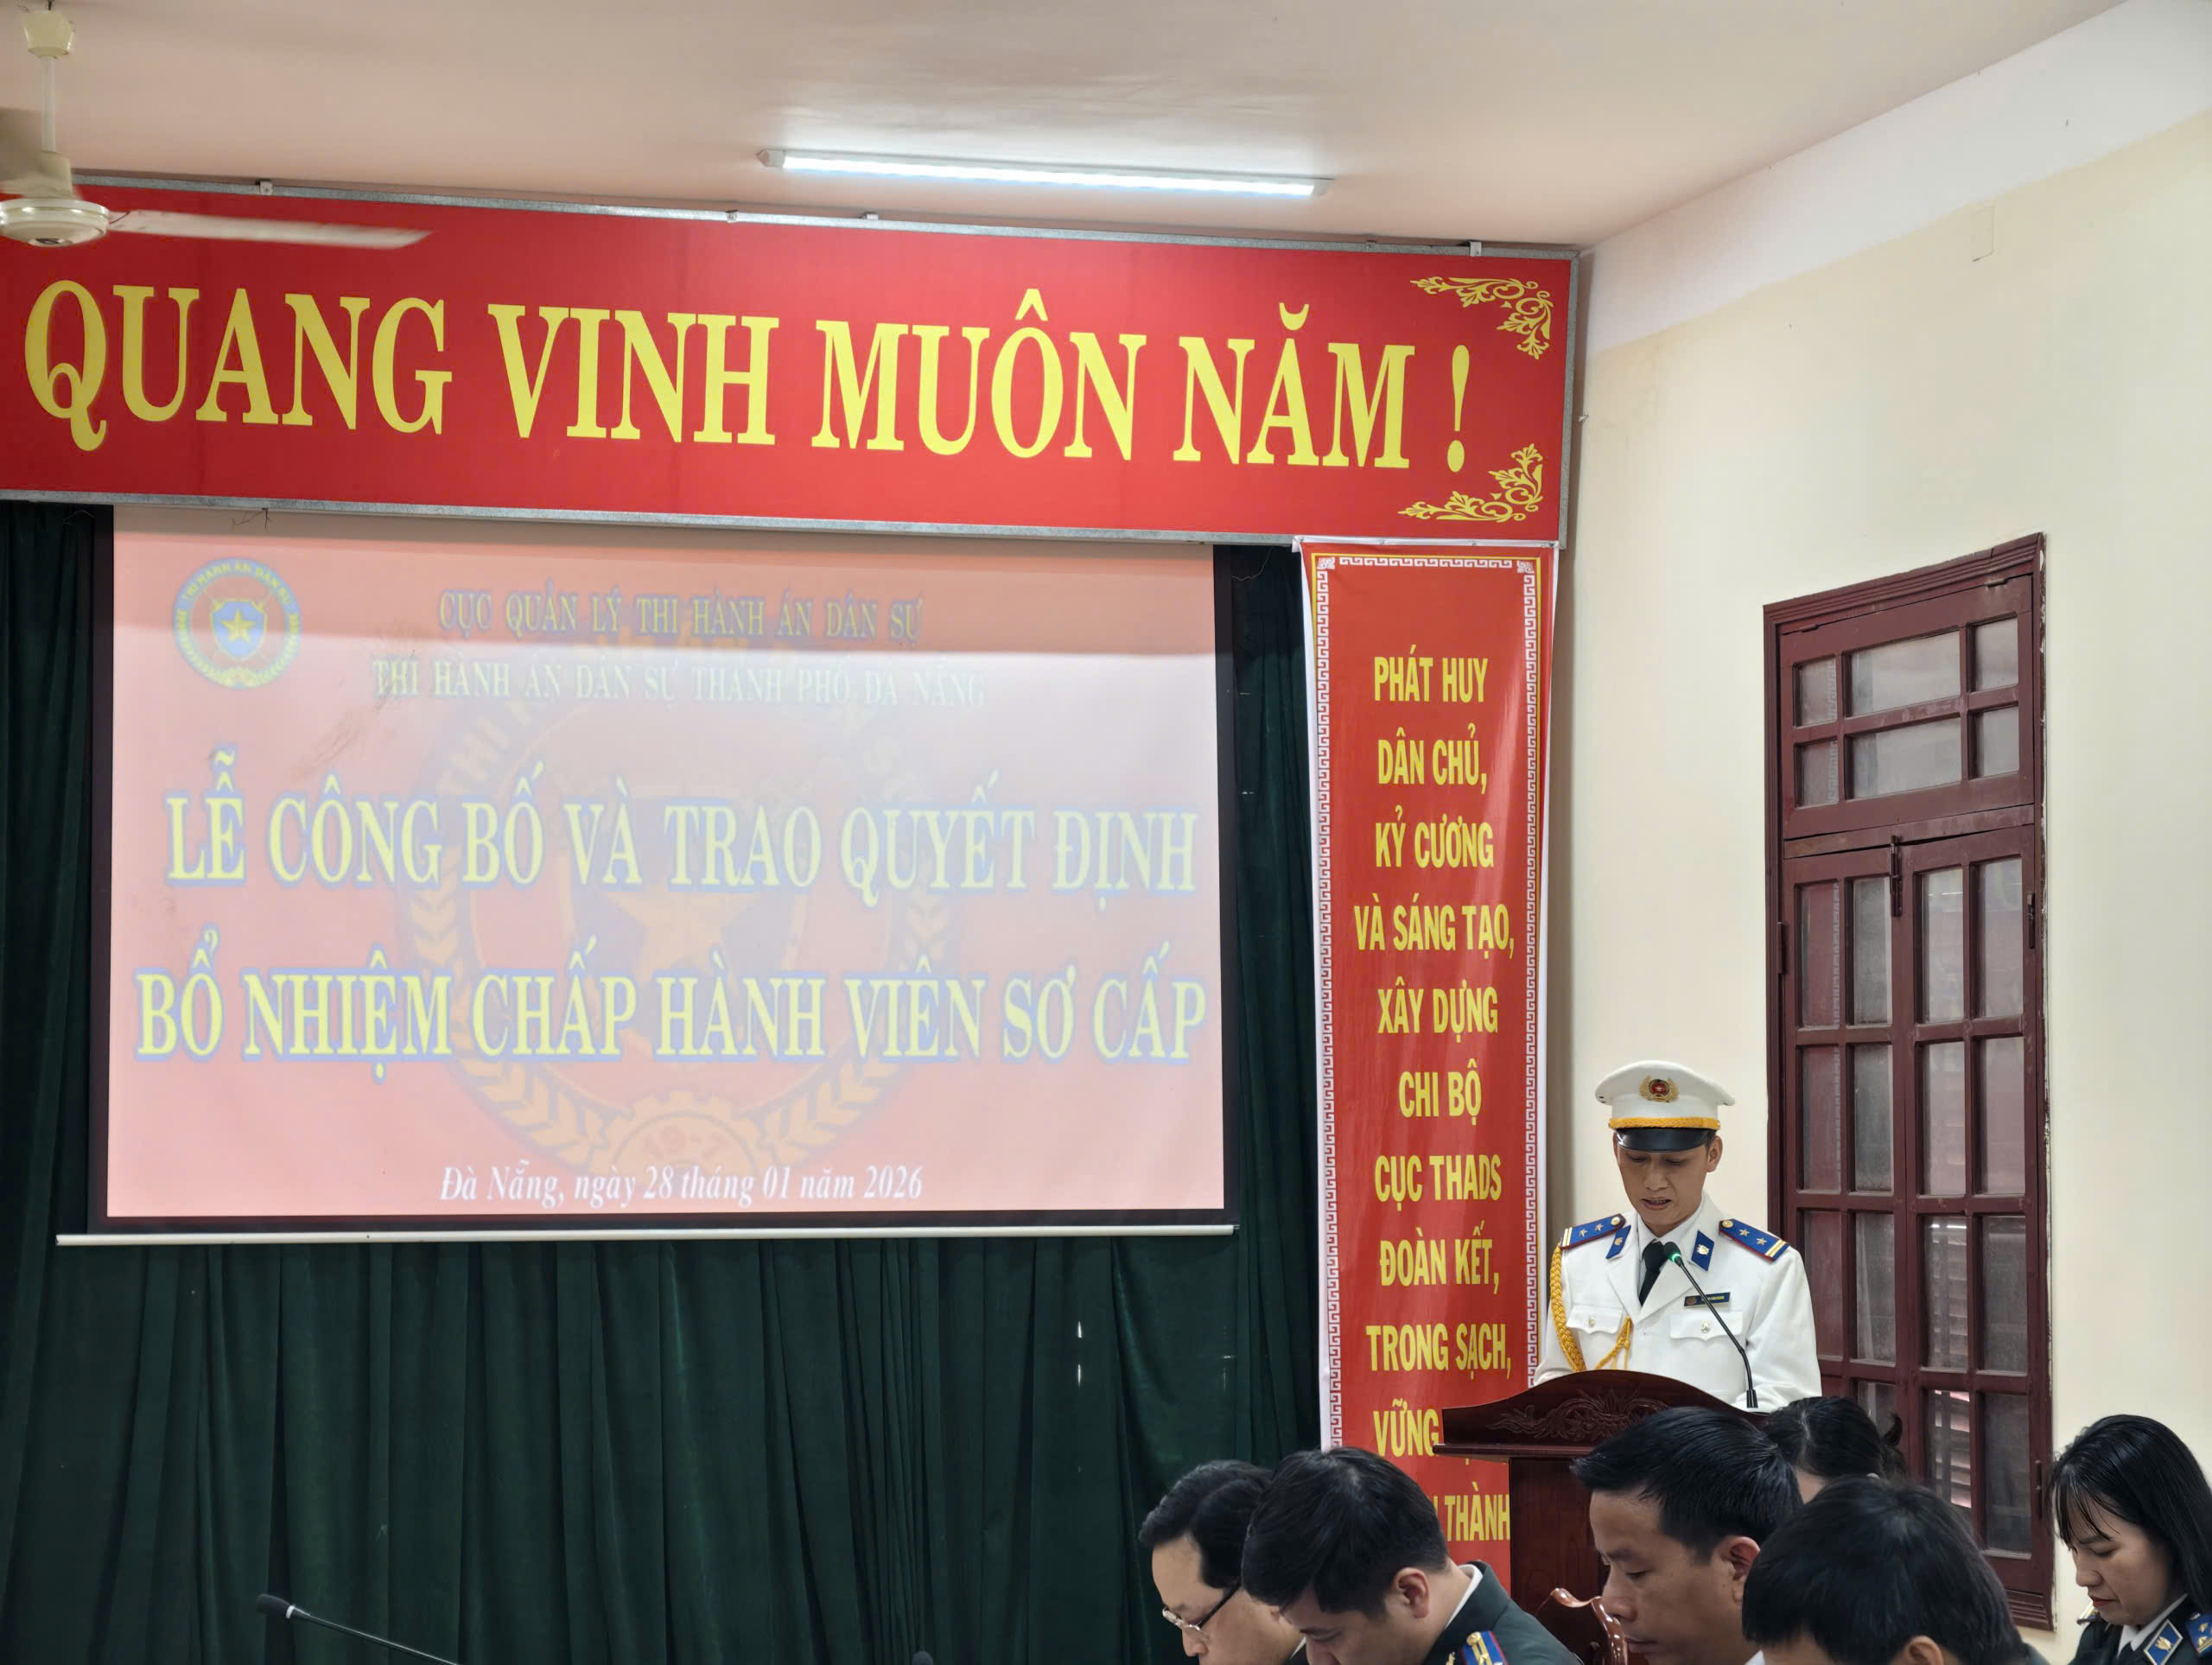 QUANG VINH MUÔN NĂM !
CỤC QUẢN LÝ THI HÀNH ÁN DÂN SỰ
THI HÀNH ÁN DÂN SỰ THÀNH PHỐ ĐÀ NẴNG
LỄ CÔNG BỐ VÀ TRAO QUYẾT ĐỊNH
BỔ NHIỆM CHẤP HÀNH VIÊN SƠ CẤP
Đà Nẵng, ngày 28 tháng 01 năm 2026
PHÁT HUY
DÂN CHỦ,
KỶ CƯƠNG
VÀ SÁNG TẠO,
XÂY DỰNG
CHI BỘ
CỤC THADS
ĐOÀN KẾT,
TRONG SẠCH,
VỮNG
THÀNH